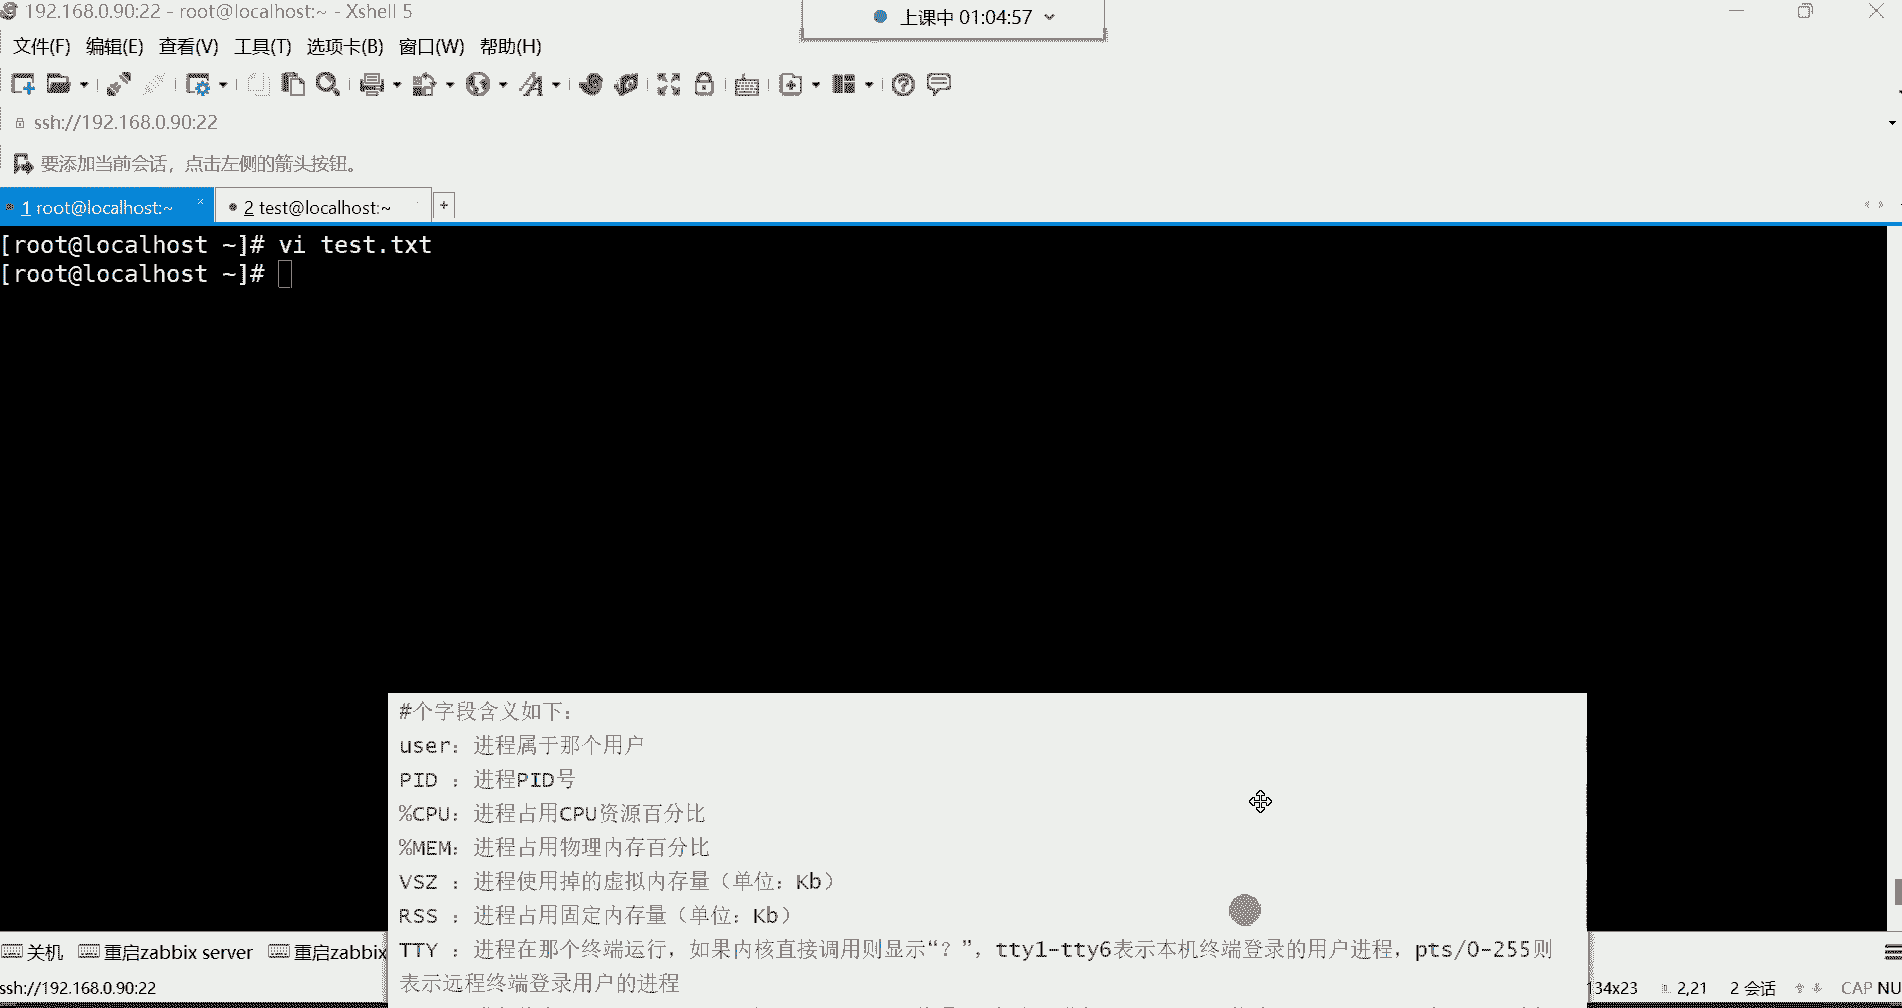 192.168.0.90:22 - root@localhost:~ - Xshell 5
上课中 01:04:57
文件(F) 编辑(E) 查看(V) 工具(T) 选项卡(B) 窗口(W) 帮助(H)
ssh://192.168.0.90:22
要添加当前会话，点击左侧的箭头按钮。
1 root@localhost:~ 2 test@localhost:~
[root@localhost ~]# vi test.txt
[root@localhost ~]#
#个字段含义如下：
user：进程属于那个用户
PID ：进程PID号
%CPU：进程占用CPU资源百分比
%MEM：进程占用物理内存百分比
VSZ ：进程使用掉的虚拟内存量（单位：Kb）
RSS ：进程占用固定内存量（单位：Kb）
TTY ：进程在那个终端运行，如果内核直接调用则显示“？”，tty1-tty6表示本机终端登录的用户进程，pts/0-255则
表示远程终端登录用户的进程
关机 重启zabbix server 重启zabbix
ssh://192.168.0.90:22
134x23 2,21 2 会话 CAP NU